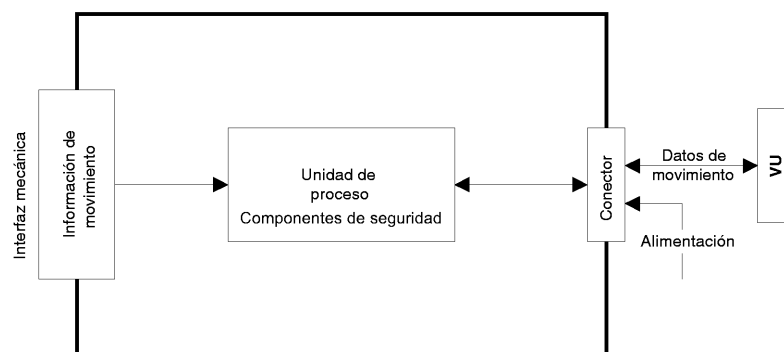 Interfaz mecánica
Información de
movimiento
Unidad de
proceso
Componentes de seguridad
Conector
Datos de
movimiento
Alimentación
VU